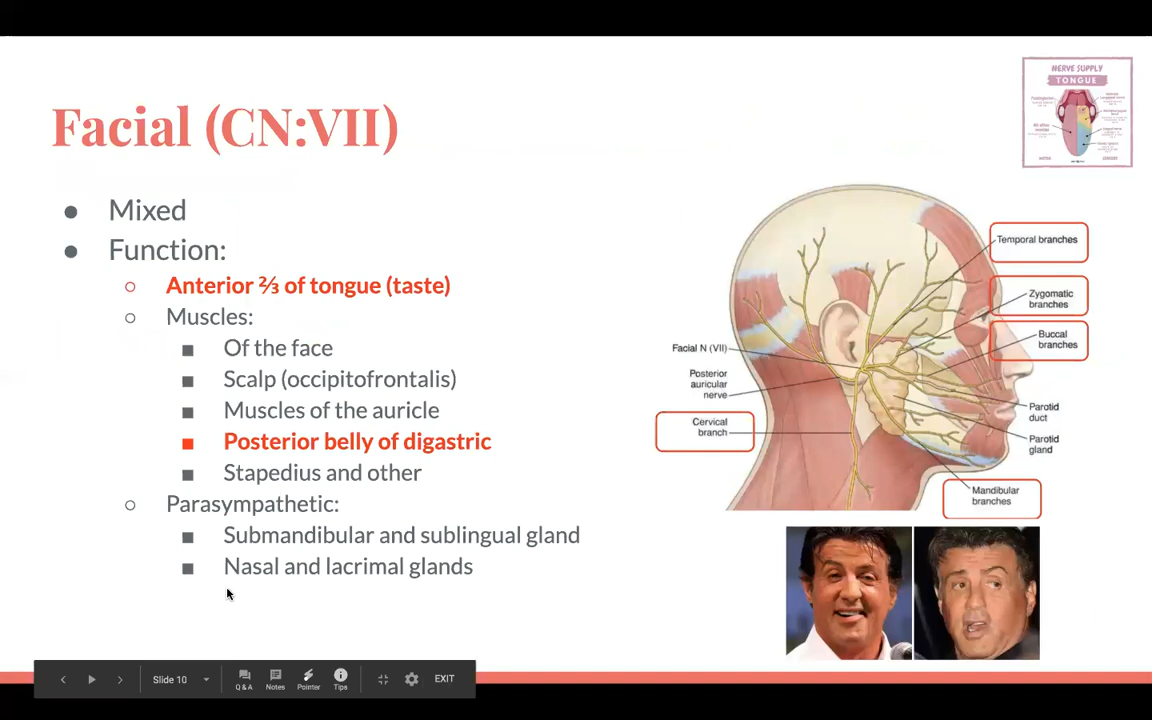 Facial (CN:VII)
NERVE SUPPLY
TONGUE
● Mixed
● Function:
○ Anterior ⅔ of tongue (taste)
○ Muscles:
■ Of the face
■ Scalp (occipitofrontalis)
■ Muscles of the auricle
■ Posterior belly of digastric
■ Stapedius and other
○ Parasympathetic:
■ Submandibular and sublingual gland
■ Nasal and lacrimal glands
Temporal branches
Zygomatic
branches
Buccal
branches
Facial N (VII)
Posterior
auricular
nerve
Cervical
branch
Parotid
duct
Parotid
gland
Mandibular
branches
Slide 10
Q & A
Notes
Pointer
Tips
EXIT